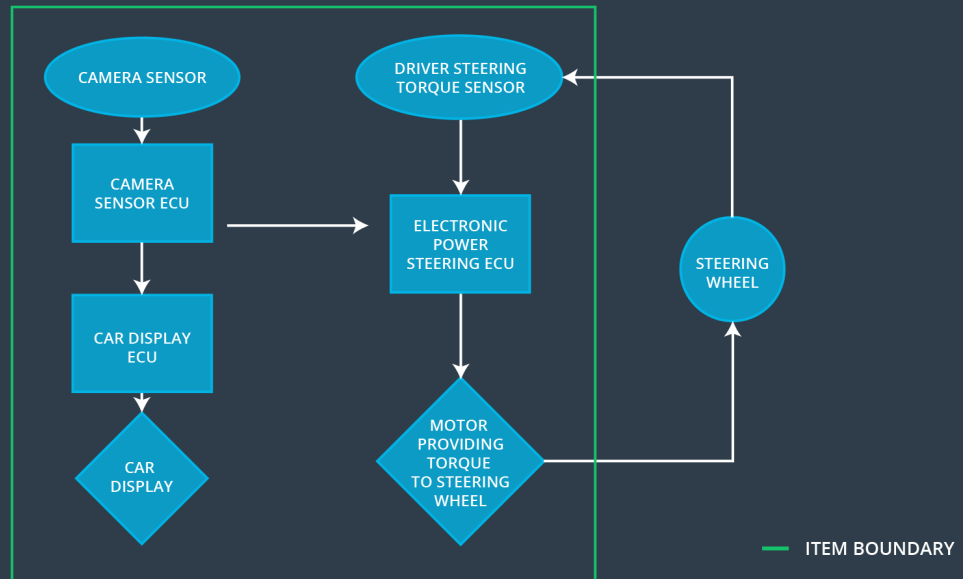 CAMERA SENSOR
DRIVER STEERING
TORQUE SENSOR
CAMERA
SENSOR ECU
ELECTRONIC
POWER
STEERING ECU
STEERING
WHEEL
CAR DISPLAY
ECU
MOTOR
PROVIDING
TORQUE
TO STEERING
WHEEL
CAR
DISPLAY
ITEM BOUNDARY